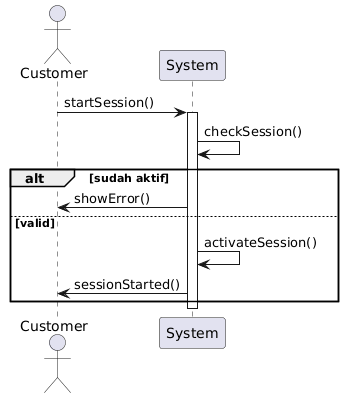 Customer
System
startSession()
checkSession()
alt [sudah aktif]
showError()
[valid]
activateSession()
sessionStarted()
Customer
System